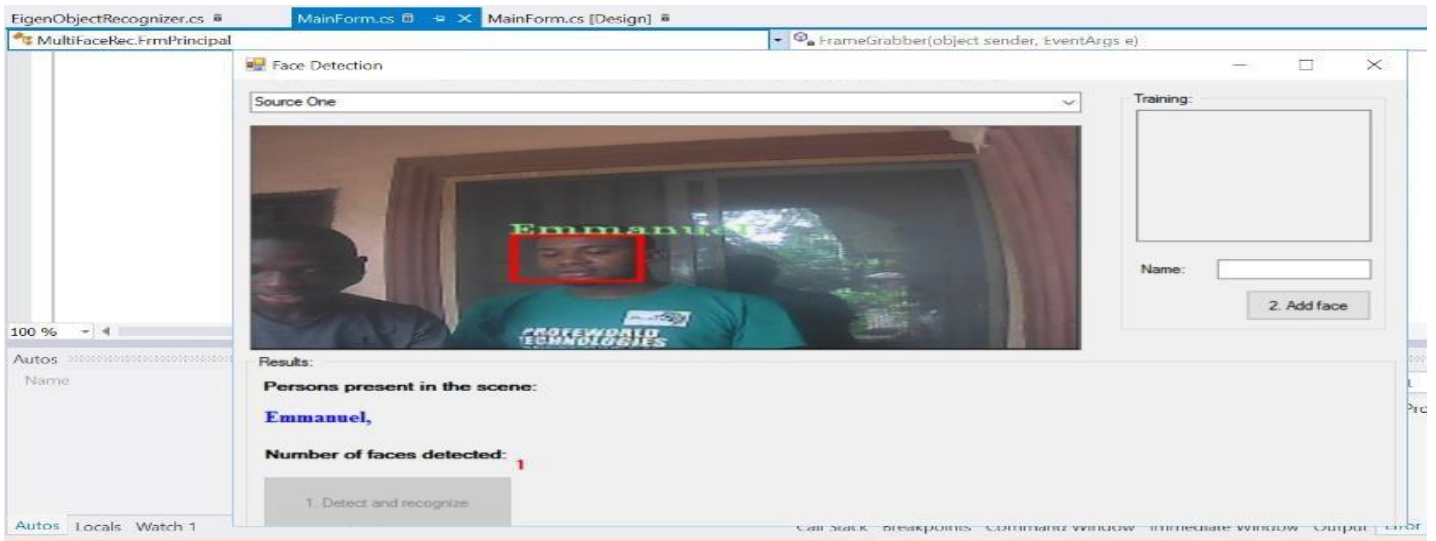 EigenObjectRecognizer.cs
MainForm.cs
MainForm.cs [Design]
MultiFaceRec.FrmPrincipal
FrameGrabber(object sender, EventArgs e)
Face Detection
Source One
Training:
Emmanuel
PROFEWORLD
TECHNOLOGIES
Name:
2. Add face
100 %
Autos
Name
Results:
Persons present in the scene:
Emmanuel,
Number of faces detected:
1
1. Detect and recognize
Autos Locals Watch 1
Call Stack Breakpoints Command Window Immediate Window Output